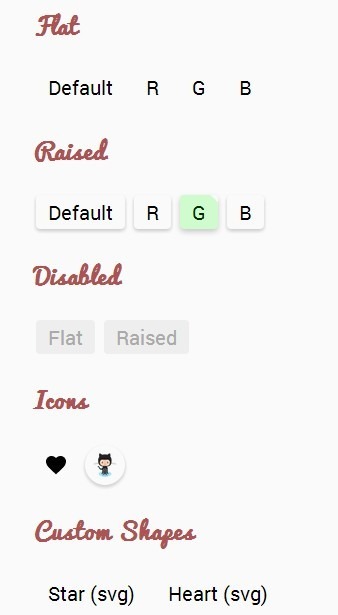 Flat
Default R G B
Raised
Default R G B
Disabled
Flat Raised
Icons
Custom Shapes
Star (svg) Heart (svg)